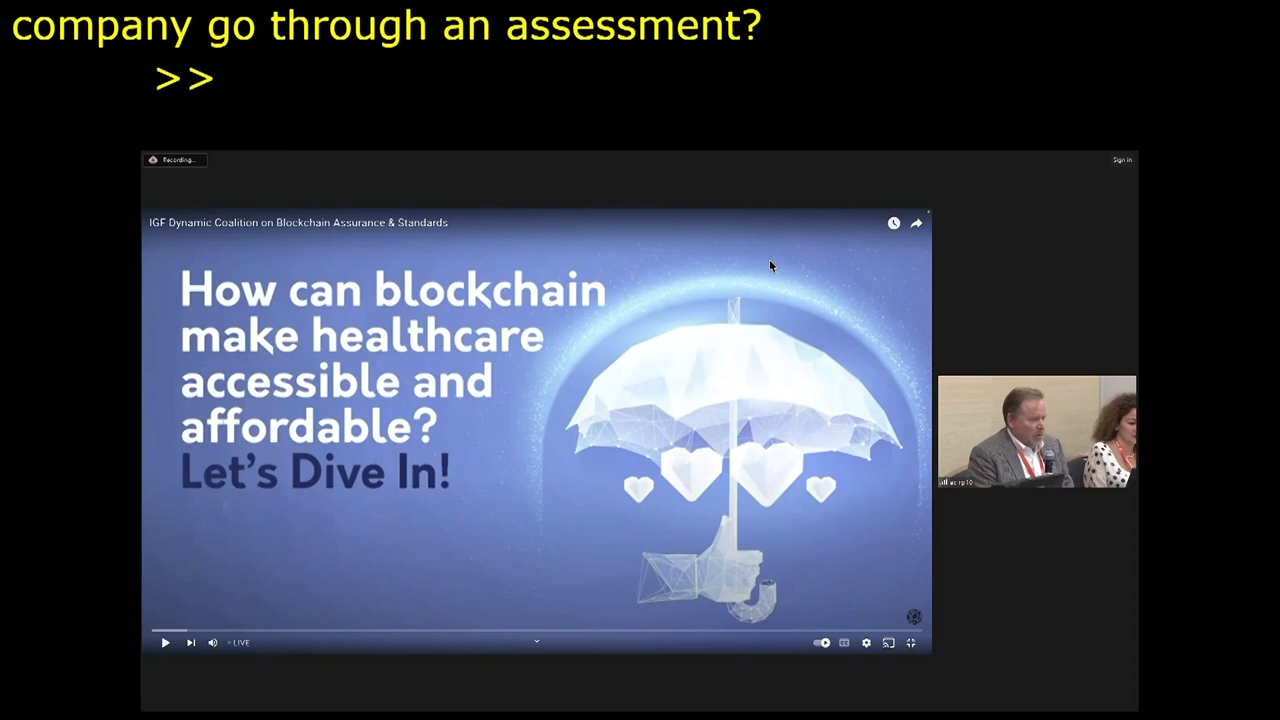 company go through an assessment?
>>
Recording...
Sign in
IGF Dynamic Coalition on Blockchain Assurance & Standards
How can blockchain
make healthcare
accessible and
affordable?
Let's Dive In!
LIVE